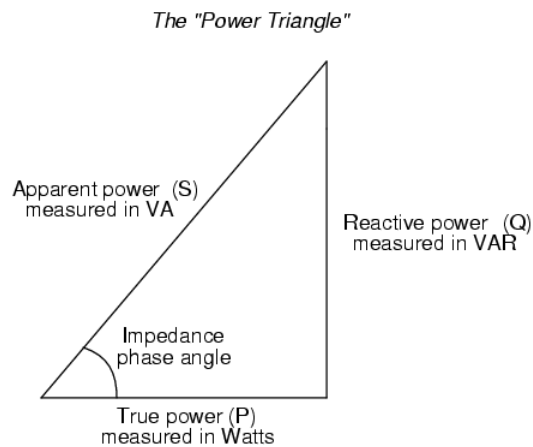 The "Power Triangle"
Apparent power (S)
measured in VA
Reactive power (Q)
measured in VAR
Impedance
phase angle
True power (P)
measured in Watts